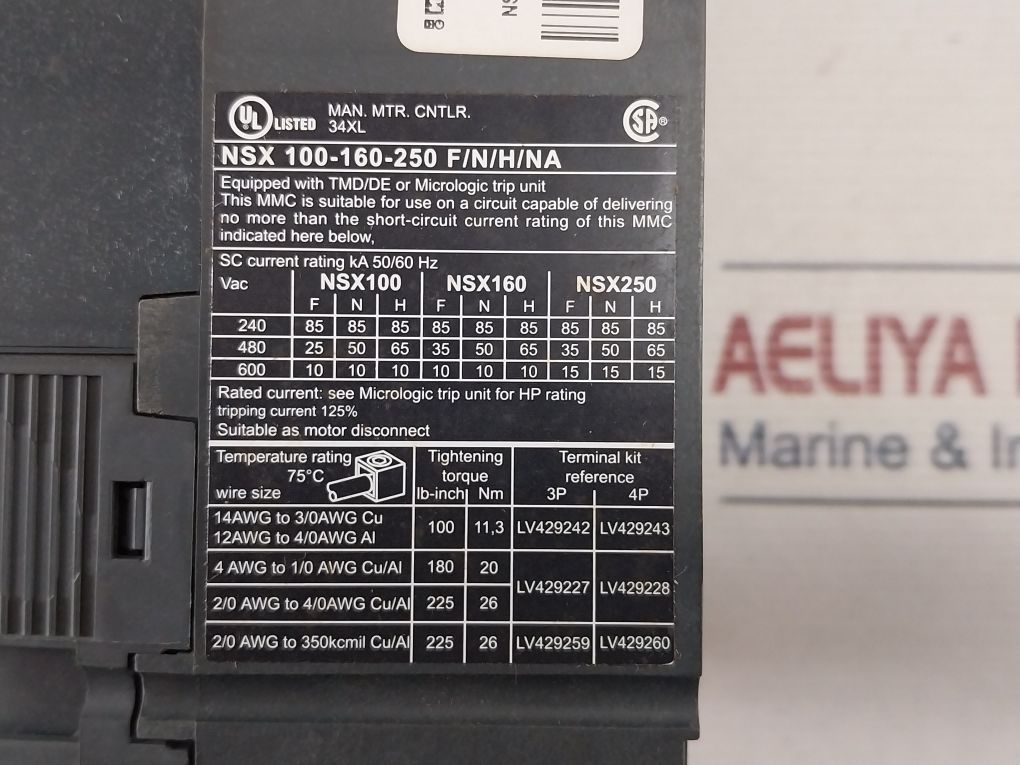 NS
UL LISTED MAN. MTR. CNTLR.
34XL
SA®
NSX 100-160-250 F/N/H/NA
Equipped with TMD/DE or Micrologic trip unit
This MMC is suitable for use on a circuit capable of delivering
no more than the short-circuit current rating of this MMC
indicated here below,
SC current rating kA 50/60 Hz
Vac NSX100 NSX160 NSX250
F N H F N H F N H
240 85 85 85 85 85 85 85 85 85
480 25 50 65 35 50 65 35 50 65
600 10 10 10 10 10 10 15 15 15
Rated current: see Micrologic trip unit for HP rating
tripping current 125%
Suitable as motor disconnect
Temperature rating Tightening Terminal kit
75°C torque reference
wire size lb-inch Nm 3P 4P
14AWG to 3/0AWG Cu
12AWG to 4/0AWG Al 100 11,3 LV429242 LV429243
4 AWG to 1/0 AWG Cu/Al 180 20
LV429227 LV429228
2/0 AWG to 4/0AWG Cu/Al 225 26
2/0 AWG to 350kcmil Cu/Al 225 26 LV429259 LV429260
AELIYA
Marine & In